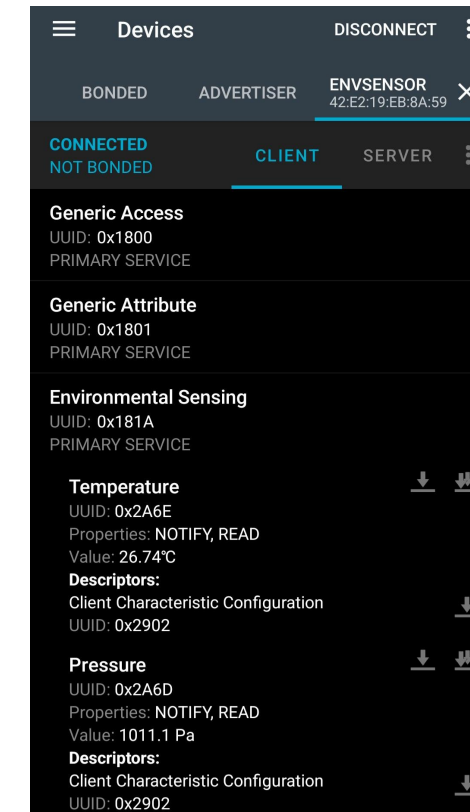 Devices
DISCONNECT
BONDED
ADVERTISER
ENVSENSOR
42:E2:19:EB:8A:59
CONNECTED
NOT BONDED
CLIENT
SERVER
Generic Access
UUID: 0x1800
PRIMARY SERVICE
Generic Attribute
UUID: 0x1801
PRIMARY SERVICE
Environmental Sensing
UUID: 0x181A
PRIMARY SERVICE
Temperature
UUID: 0x2A6E
Properties: NOTIFY, READ
Value: 26.74°C
Descriptors:
Client Characteristic Configuration
UUID: 0x2902
Pressure
UUID: 0x2A6D
Properties: NOTIFY, READ
Value: 1011.1 Pa
Descriptors:
Client Characteristic Configuration
UUID: 0x2902